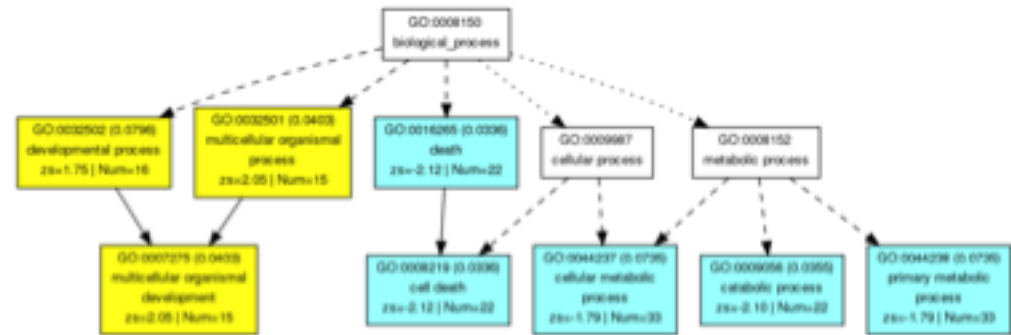 GO:0008150
biological_process
GO:0032502 (0.0796)
developmental process
zs=1.75 | Num=16
GO:0032501 (0.0403)
multicellular organismal
process
zs=2.05 | Num=15
GO:0016265 (0.0336)
death
zs=-2.12 | Num=22
GO:0009987
cellular process
GO:0008152
metabolic process
GO:0007275 (0.0403)
multicellular organismal
development
zs=2.05 | Num=15
GO:0008219 (0.0336)
cell death
zs=-2.12 | Num=22
GO:0044237 (0.0735)
cellular metabolic
process
zs=-1.79 | Num=33
GO:0009056 (0.0355)
catabolic process
zs=-2.10 | Num=22
GO:0044238 (0.0735)
primary metabolic
process
zs=-1.79 | Num=33